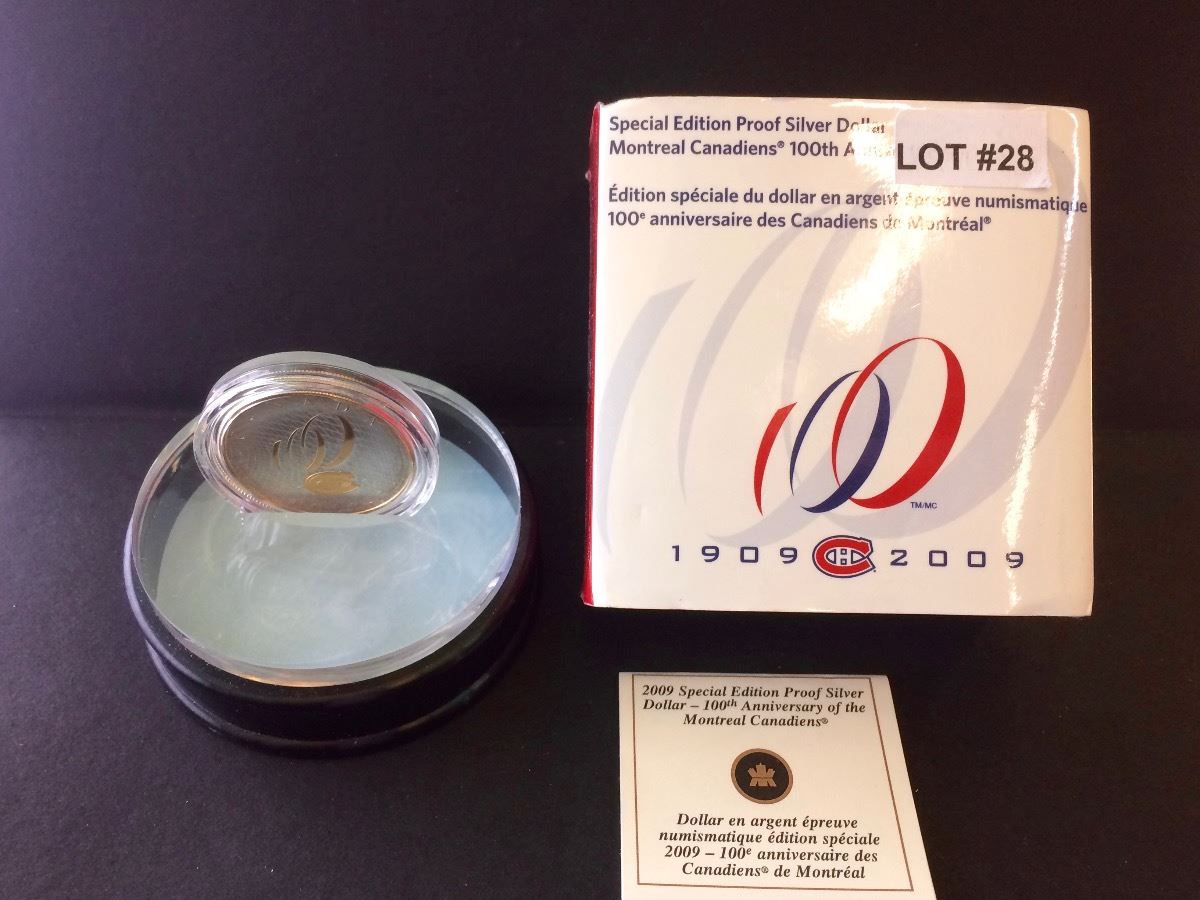 Special Edition Proof Silver Dollar
Montreal Canadiens® 100th
LOT #28
Édition spéciale du dollar en argent épreuve numismatique
100e anniversaire des Canadiens de Montréal®
TM/MC
1909 CH 2009
2009 Special Edition Proof Silver
Dollar – 100th Anniversary of the
Montreal Canadiens®
Dollar en argent épreuve
numismatique édition spéciale
2009 – 100e anniversaire des
Canadiens® de Montréal